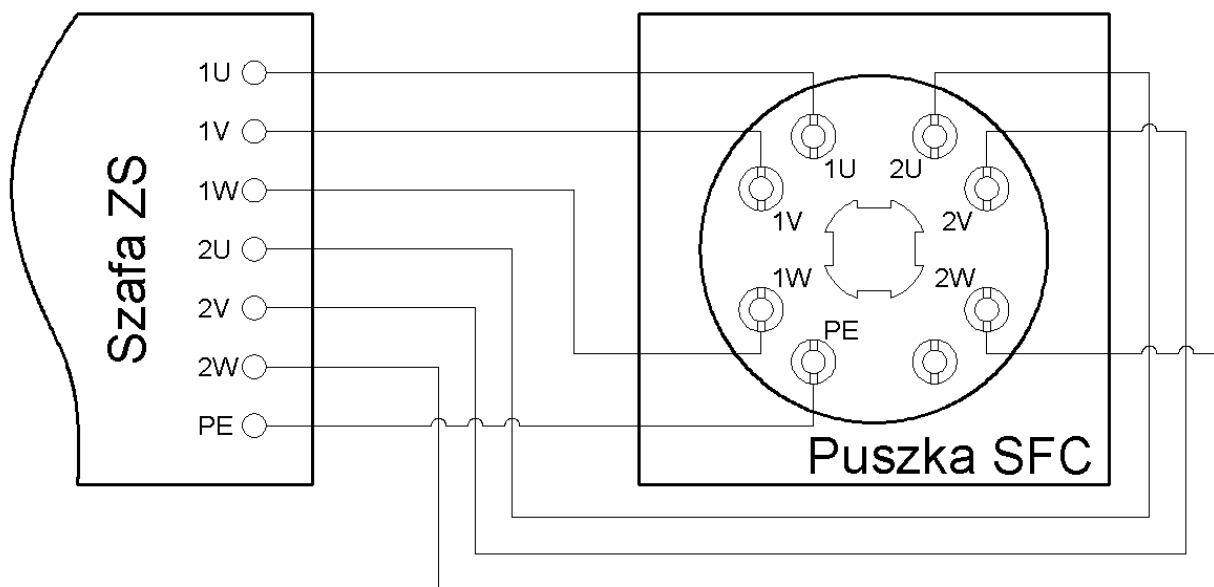 Szafa ZS
1U
1V
1W
2U
2V
2W
PE
1U 2U
1V 2V
1W 2W
PE
Puszka SFC